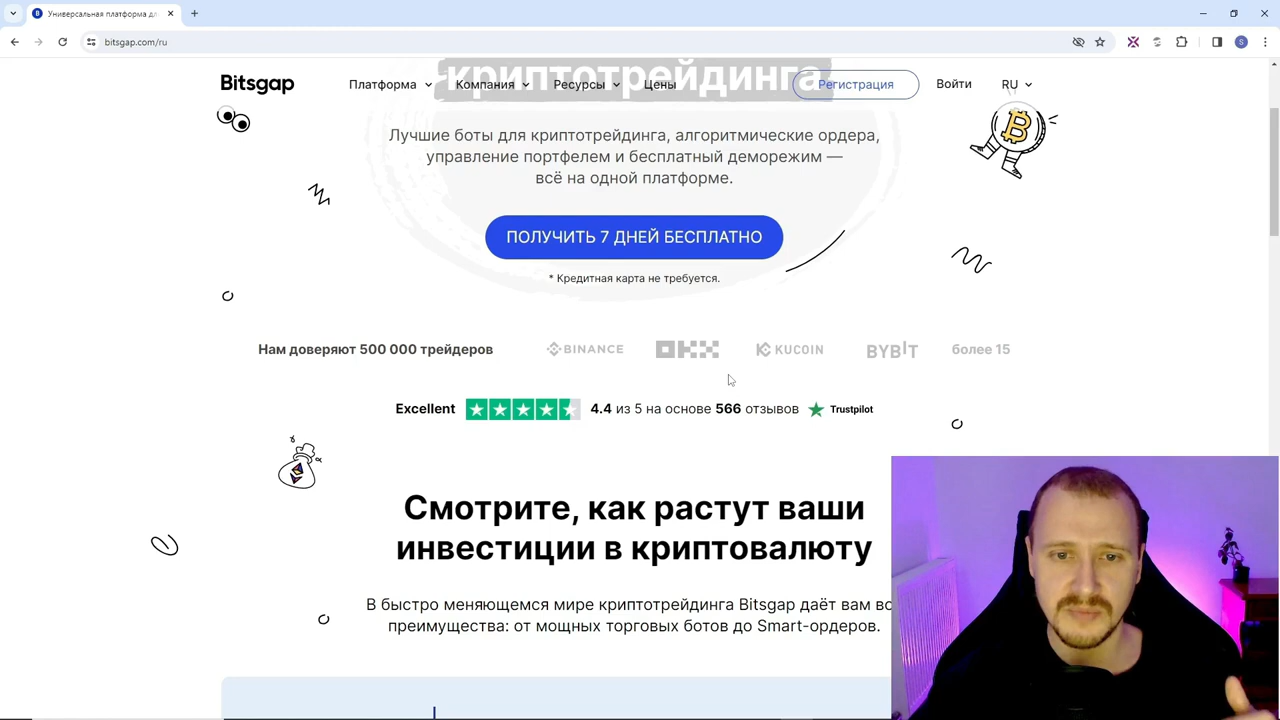 Универсальная платформа дл
bitsgap.com/ru
S
криптотрейдинга
Bitsgap
Платформа
Компания
Ресурсы
Цены
Регистрация
Войти
RU
Лучшие боты для криптотрейдинга, алгоритмические ордера,
управление портфелем и бесплатный деморежим —
всё на одной платформе.
ПОЛУЧИТЬ 7 ДНЕЙ БЕСПЛАТНО
* Кредитная карта не требуется.
Нам доверяют 500 000 трейдеров
BINANCE
OKX
KUCOIN
BYBIT
более 15
Excellent
4.4 из 5 на основе 566 отзывов
Trustpilot
Смотрите, как растут ваши
инвестиции в криптовалюту
В быстро меняющемся мире криптотрейдинга Bitsgap даёт вам вс
преимущества: от мощных торговых ботов до Smart-ордеров.